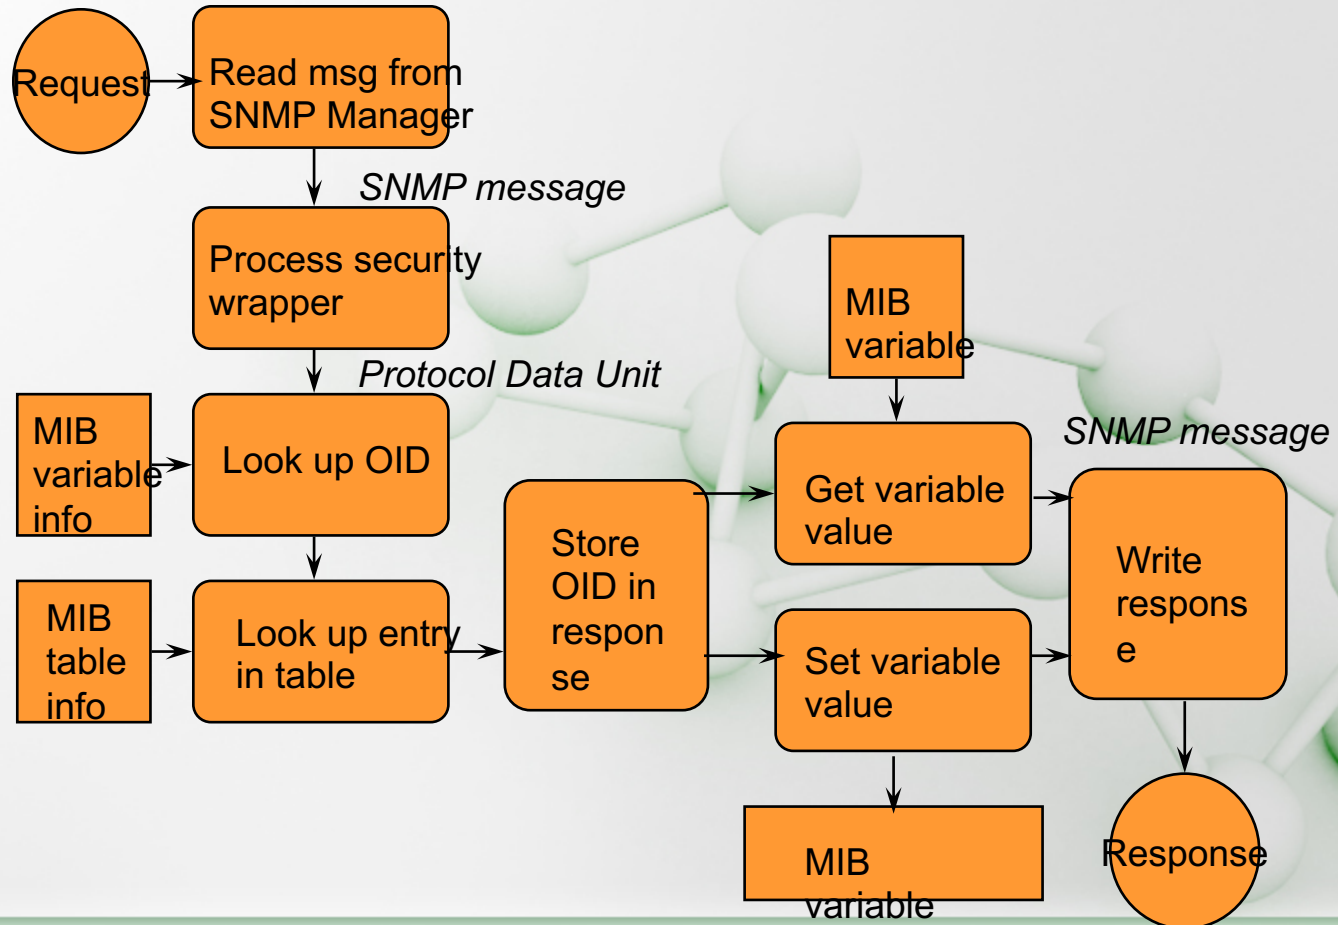 Request
Read msg from
SNMP Manager
SNMP message
Process security
wrapper
Protocol Data Unit
MIB
variable
info
Look up OID
MIB
table
info
Look up entry
in table
Store
OID in
respon
se
MIB
variable
Get variable
value
Set variable
value
MIB
variable
SNMP message
Write
respons
e
Response